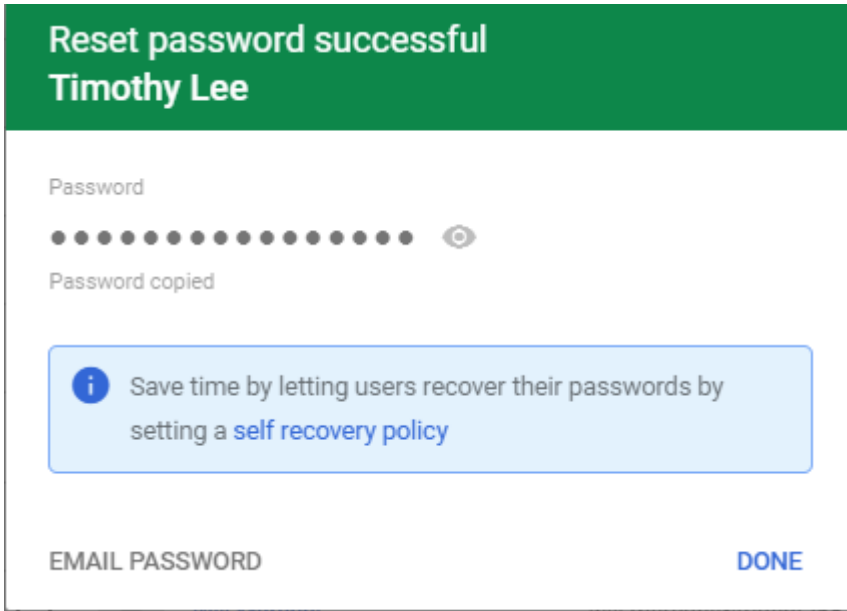 Reset password successful
Timothy Lee
Password
●●●●●●●●●●●●●●●●
Password copied
Save time by letting users recover their passwords by
setting a self recovery policy
EMAIL PASSWORD
DONE